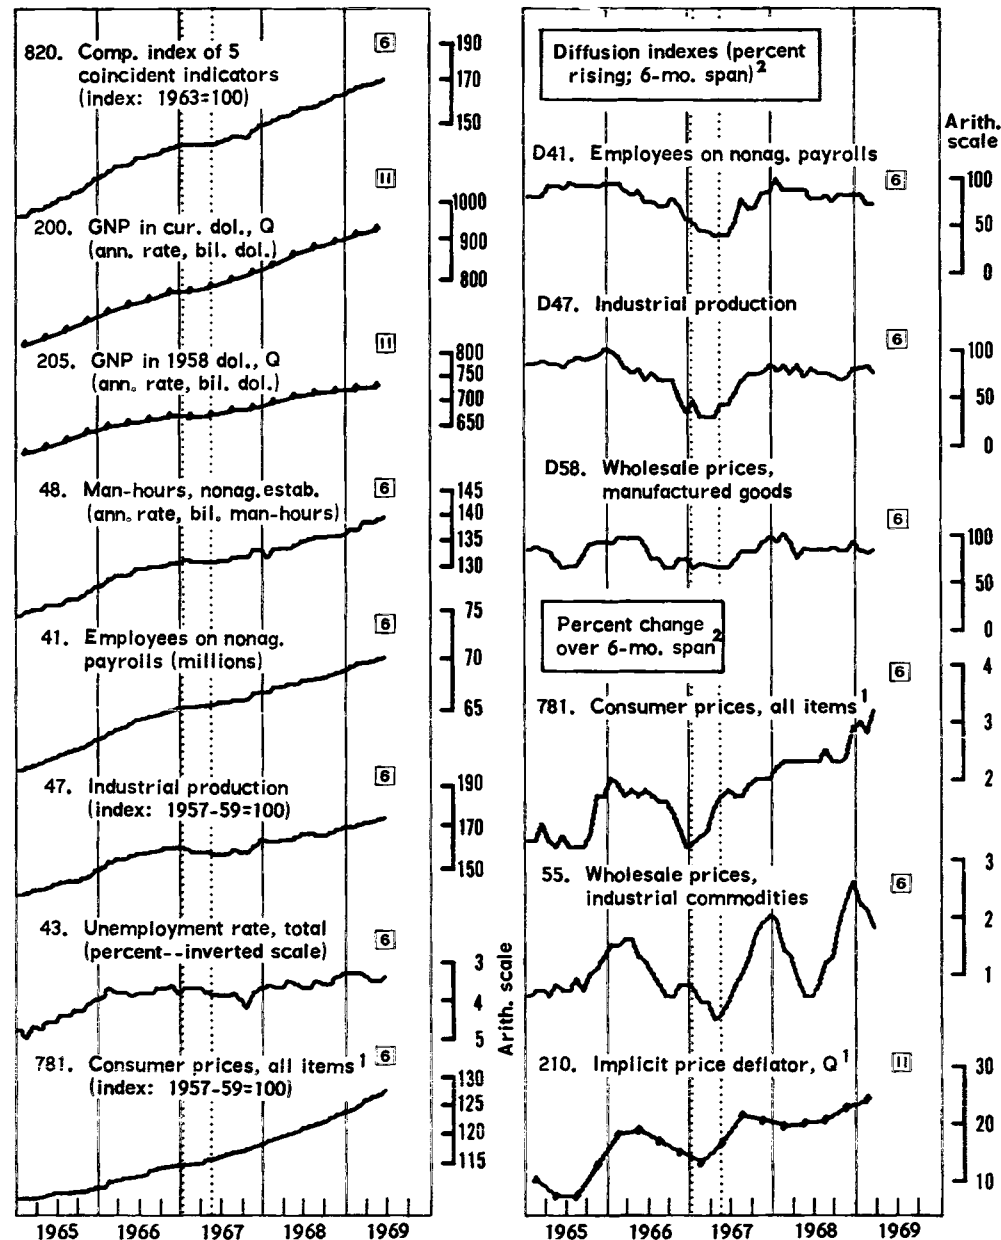 820. Comp. index of 5
coincident indicators
(index: 1963=100)
6
190
170
150
11
200. GNP in cur. dol., Q
(ann. rate, bil. dol.)
1000
900
800
11
205. GNP in 1958 dol., Q
(ann. rate, bil. dol.)
800
750
700
650
6
48. Man-hours, nonag. estab.
(ann. rate, bil. man-hours)
145
140
135
130
6
41. Employees on nonag.
payrolls (millions)
75
70
65
6
47. Industrial production
(index: 1957-59=100)
190
170
150
6
43. Unemployment rate, total
(percent--inverted scale)
3
4
5
6
781. Consumer prices, all items 1
(index: 1957-59=100)
130
125
120
115
Arith. scale
1965 1966 1967 1968 1969
Diffusion indexes (percent
rising; 6-mo. span)2
Arith.
scale
D41. Employees on nonag. payrolls
6
100
50
0
D47. Industrial production
6
100
50
0
D58. Wholesale prices,
manufactured goods
6
100
50
0
Percent change
over 6-mo. span2
6
781. Consumer prices, all items 1
4
3
2
55. Wholesale prices,
industrial commodities
6
3
2
1
210. Implicit price deflator, Q1
11
30
20
10
1965 1966 1967 1968 1969